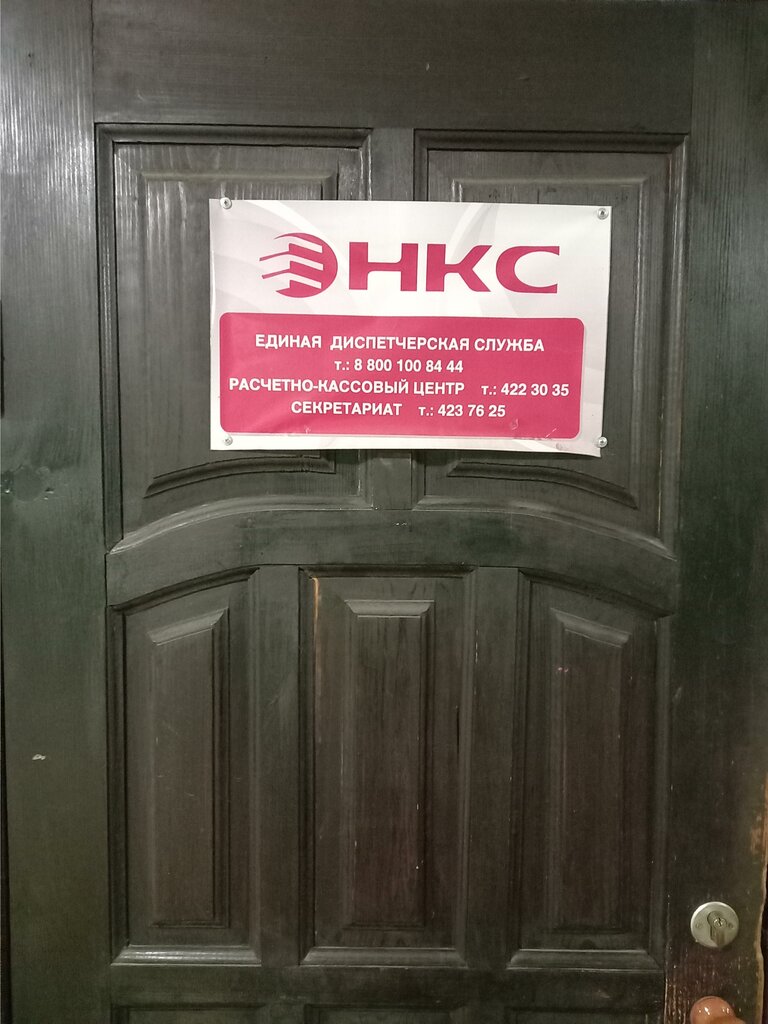 НКС
ЕДИНАЯ ДИСПЕТЧЕРСКАЯ СЛУЖБА
т.: 8 800 100 84 44
РАСЧЕТНО-КАССОВЫЙ ЦЕНТР т.: 422 30 35
СЕКРЕТАРИАТ т.: 423 76 25